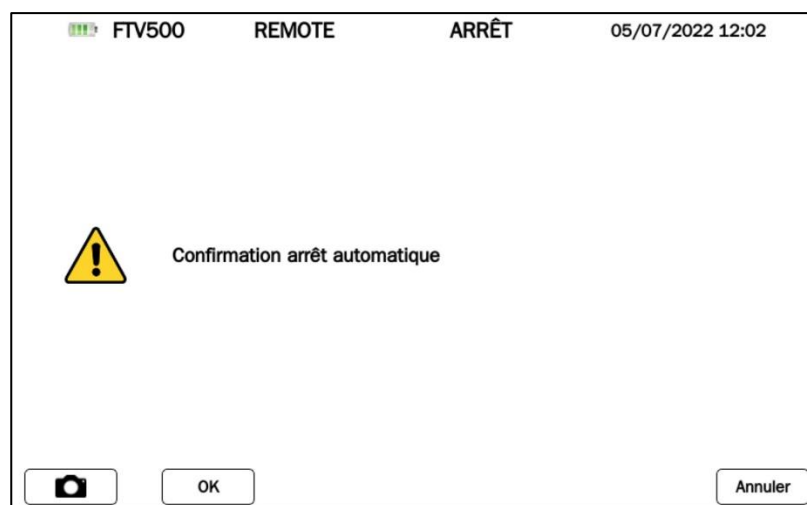 FTV500 REMOTE ARRÊT 05/07/2022 12:02
Confirmation arrêt automatique
OK Annuler